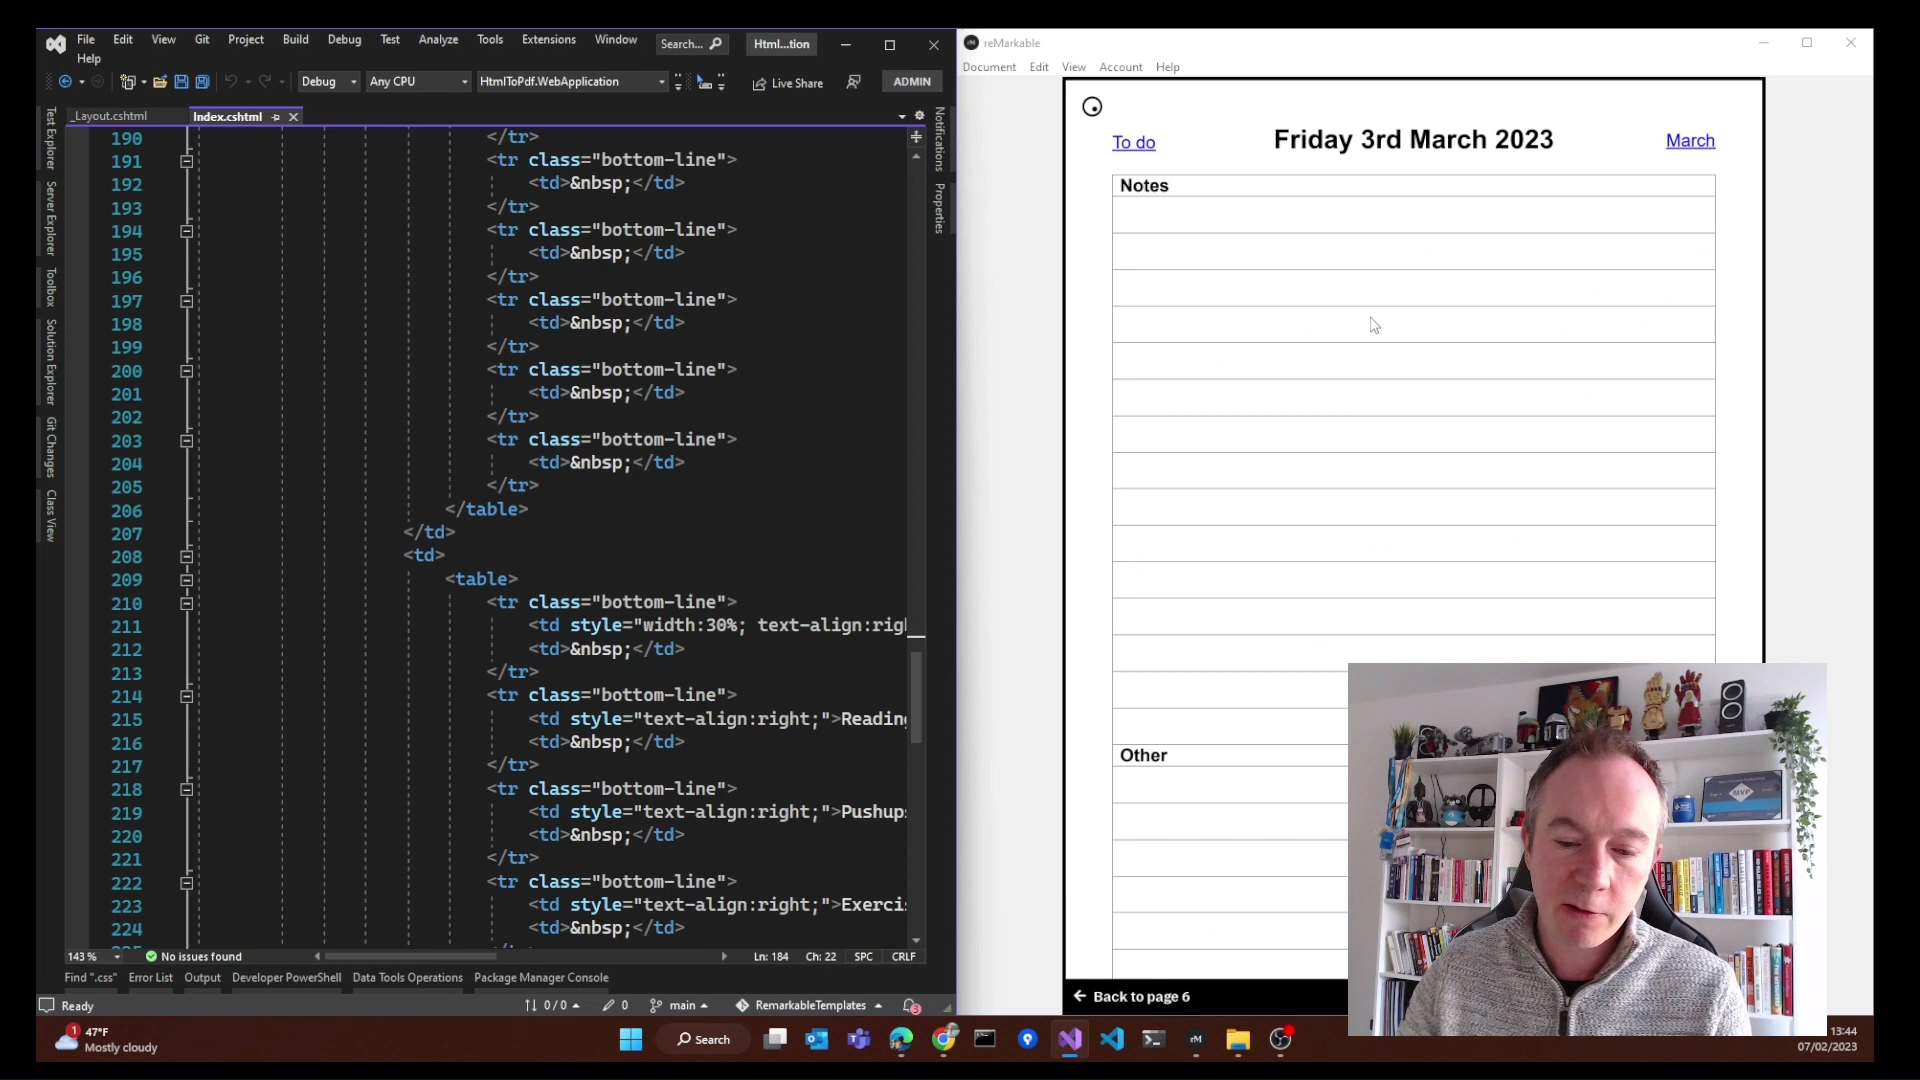 File Edit View Git Project Build Debug Test Analyze Tools Extensions Window Search... Html...tion
Help
Debug Any CPU HtmlToPdf.WebApplication Live Share ADMIN
_Layout.cshtml Index.cshtml
Test Explorer
Server Explorer
Toolbox
Solution Explorer
Git Changes
Class View
Notifications
Properties
190 </tr>
191 <tr class="bottom-line">
192 <td>&nbsp;</td>
193 </tr>
194 <tr class="bottom-line">
195 <td>&nbsp;</td>
196 </tr>
197 <tr class="bottom-line">
198 <td>&nbsp;</td>
199 </tr>
200 <tr class="bottom-line">
201 <td>&nbsp;</td>
202 </tr>
203 <tr class="bottom-line">
204 <td>&nbsp;</td>
205 </tr>
206 </table>
207 </td>
208 <td>
209 <table>
210 <tr class="bottom-line">
211 <td style="width:30%; text-align:rig
212 <td>&nbsp;</td>
213 </tr>
214 <tr class="bottom-line">
215 <td style="text-align:right;">Reading
216 <td>&nbsp;</td>
217 </tr>
218 <tr class="bottom-line">
219 <td style="text-align:right;">Pushups
220 <td>&nbsp;</td>
221 </tr>
222 <tr class="bottom-line">
223 <td style="text-align:right;">Exerci
224 <td>&nbsp;</td>
143 % No issues found Ln: 184 Ch: 22 SPC CRLF
Find ".css" Error List Output Developer PowerShell Data Tools Operations Package Manager Console
Ready 0 / 0 0 main RemarkableTemplates 3
reMarkable
Document Edit View Account Help
To do Friday 3rd March 2023 March
Notes
Other
Back to page 6
MVP
1 47°F
Mostly cloudy
Search
rM
13:44
07/02/2023